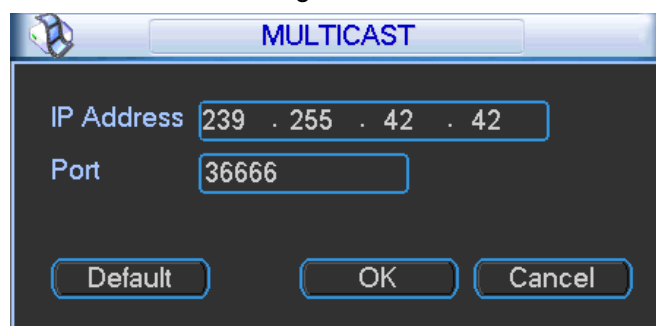 MULTICAST
IP Address 239 . 255 . 42 . 42
Port 36666
Default OK Cancel